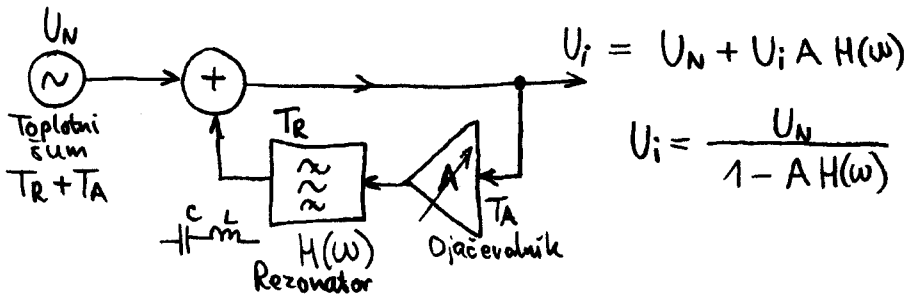 U_N
~
Toplotni
šum
T_R + T_A
+
T_R
C L
H(ω)
Rezonator
A
T_A
Ojačevalnik
U_i = U_N + U_i A H(ω)
U_i = U_N / (1 - A H(ω))